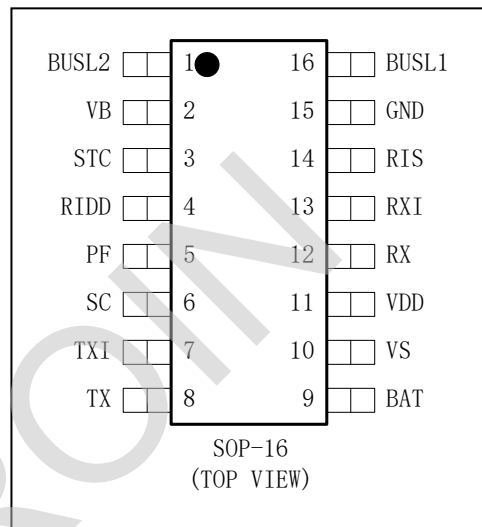 BUSL2 1 16 BUSL1
VB 2 15 GND
STC 3 14 RIS
RIDD 4 13 RXI
PF 5 12 RX
SC 6 11 VDD
TXI 7 10 VS
TX 8 9 BAT
SOP-16
(TOP VIEW)